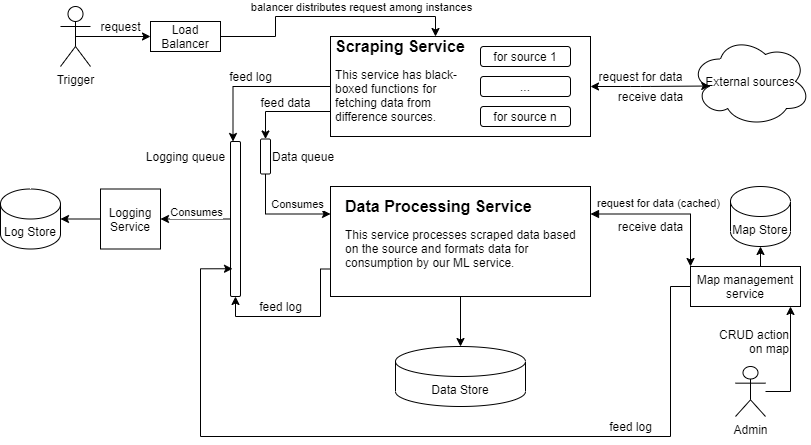 balancer distributes request among instances
request
Load
Balancer
Trigger
Scraping Service
This service has black-
boxed functions for
fetching data from
difference sources.
for source 1
...
for source n
request for data
receive data
External sources
feed log
feed data
Logging queue
Data queue
Consumes
Consumes
Log Store
Logging
Service
Data Processing Service
This service processes scraped data based
on the source and formats data for
consumption by our ML service.
request for data (cached)
receive data
Map Store
Map management
service
feed log
CRUD action
on map
Data Store
Admin
feed log